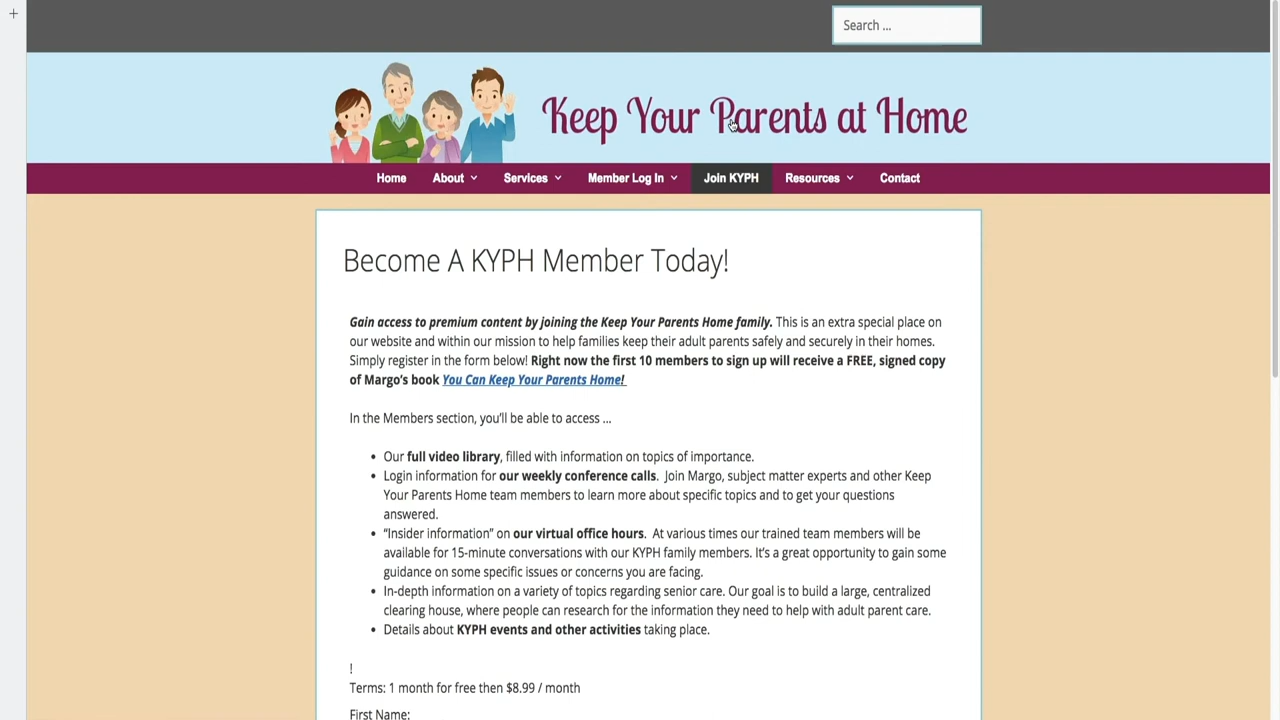 Search ...
Keep Your Parents at Home
Home About Services Member Log In Join KYPH Resources Contact
Become A KYPH Member Today!
Gain access to premium content by joining the Keep Your Parents Home family. This is an extra special place on
our website and within our mission to help families keep their adult parents safely and securely in their homes.
Simply register in the form below! Right now the first 10 members to sign up will receive a FREE, signed copy
of Margo's book You Can Keep Your Parents Home!
In the Members section, you'll be able to access ...
• Our full video library, filled with information on topics of importance.
• Login information for our weekly conference calls. Join Margo, subject matter experts and other Keep
Your Parents Home team members to learn more about specific topics and to get your questions
answered.
• “Insider information” on our virtual office hours. At various times our trained team members will be
available for 15-minute conversations with our KYPH family members. It's a great opportunity to gain some
guidance on some specific issues or concerns you are facing.
• In-depth information on a variety of topics regarding senior care. Our goal is to build a large, centralized
clearing house, where people can research for the information they need to help with adult parent care.
• Details about KYPH events and other activities taking place.
!
Terms: 1 month for free then $8.99 / month
First Name: